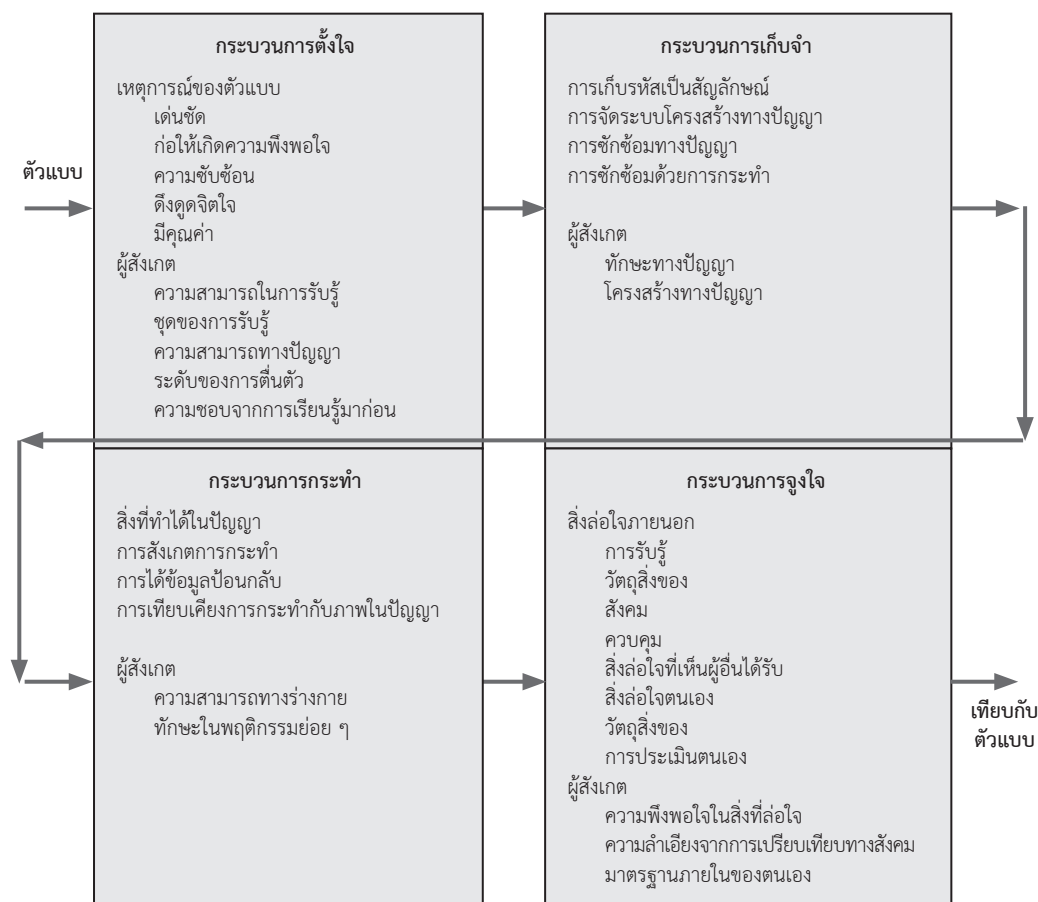 ตัวแบบ
กระบวนการตั้งใจ
เหตุการณ์ของตัวแบบ
เด่นชัด
ก่อให้เกิดความพึงพอใจ
ความซับซ้อน
ดึงดูดจิตใจ
มีคุณค่า
ผู้สังเกต
ความสามารถในการรับรู้
ชุดของการรับรู้
ความสามารถทางปัญญา
ระดับของการตื่นตัว
ความชอบจากการเรียนรู้มาก่อน
กระบวนการเก็บจำ
การเก็บรหัสเป็นสัญลักษณ์
การจัดระบบโครงสร้างทางปัญญา
การซักซ้อมทางปัญญา
การซักซ้อมด้วยการกระทำ
ผู้สังเกต
ทักษะทางปัญญา
โครงสร้างทางปัญญา
กระบวนการกระทำ
สิ่งที่ทำได้ในปัญญา
การสังเกตการกระทำ
การได้ข้อมูลป้อนกลับ
การเทียบเคียงการกระทำกับภาพในปัญญา
ผู้สังเกต
ความสามารถทางร่างกาย
ทักษะในพฤติกรรมย่อย ๆ
กระบวนการจูงใจ
สิ่งล่อใจภายนอก
การรับรู้
วัตถุสิ่งของ
สังคม
ควบคุม
สิ่งล่อใจที่เห็นผู้อื่นได้รับ
สิ่งล่อใจตนเอง
วัตถุสิ่งของ
การประเมินตนเอง
ผู้สังเกต
ความพึงพอใจในสิ่งที่ล่อใจ
ความลำเอียงจากการเปรียบเทียบทางสังคม
มาตรฐานภายในของตนเอง
เทียบกับ
ตัวแบบ